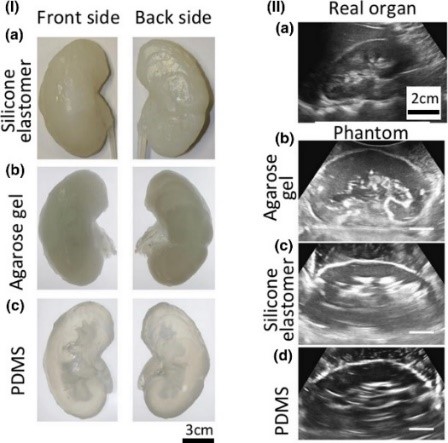 (I)
Front side Back side
(a)
Silicone
elastomer
(b)
Agarose gel
(c)
PDMS
3cm
(II)
Real organ
(a)
2cm
Phantom
(b)
Agarose
gel
(c)
Silicone
elastomer
(d)
PDMS